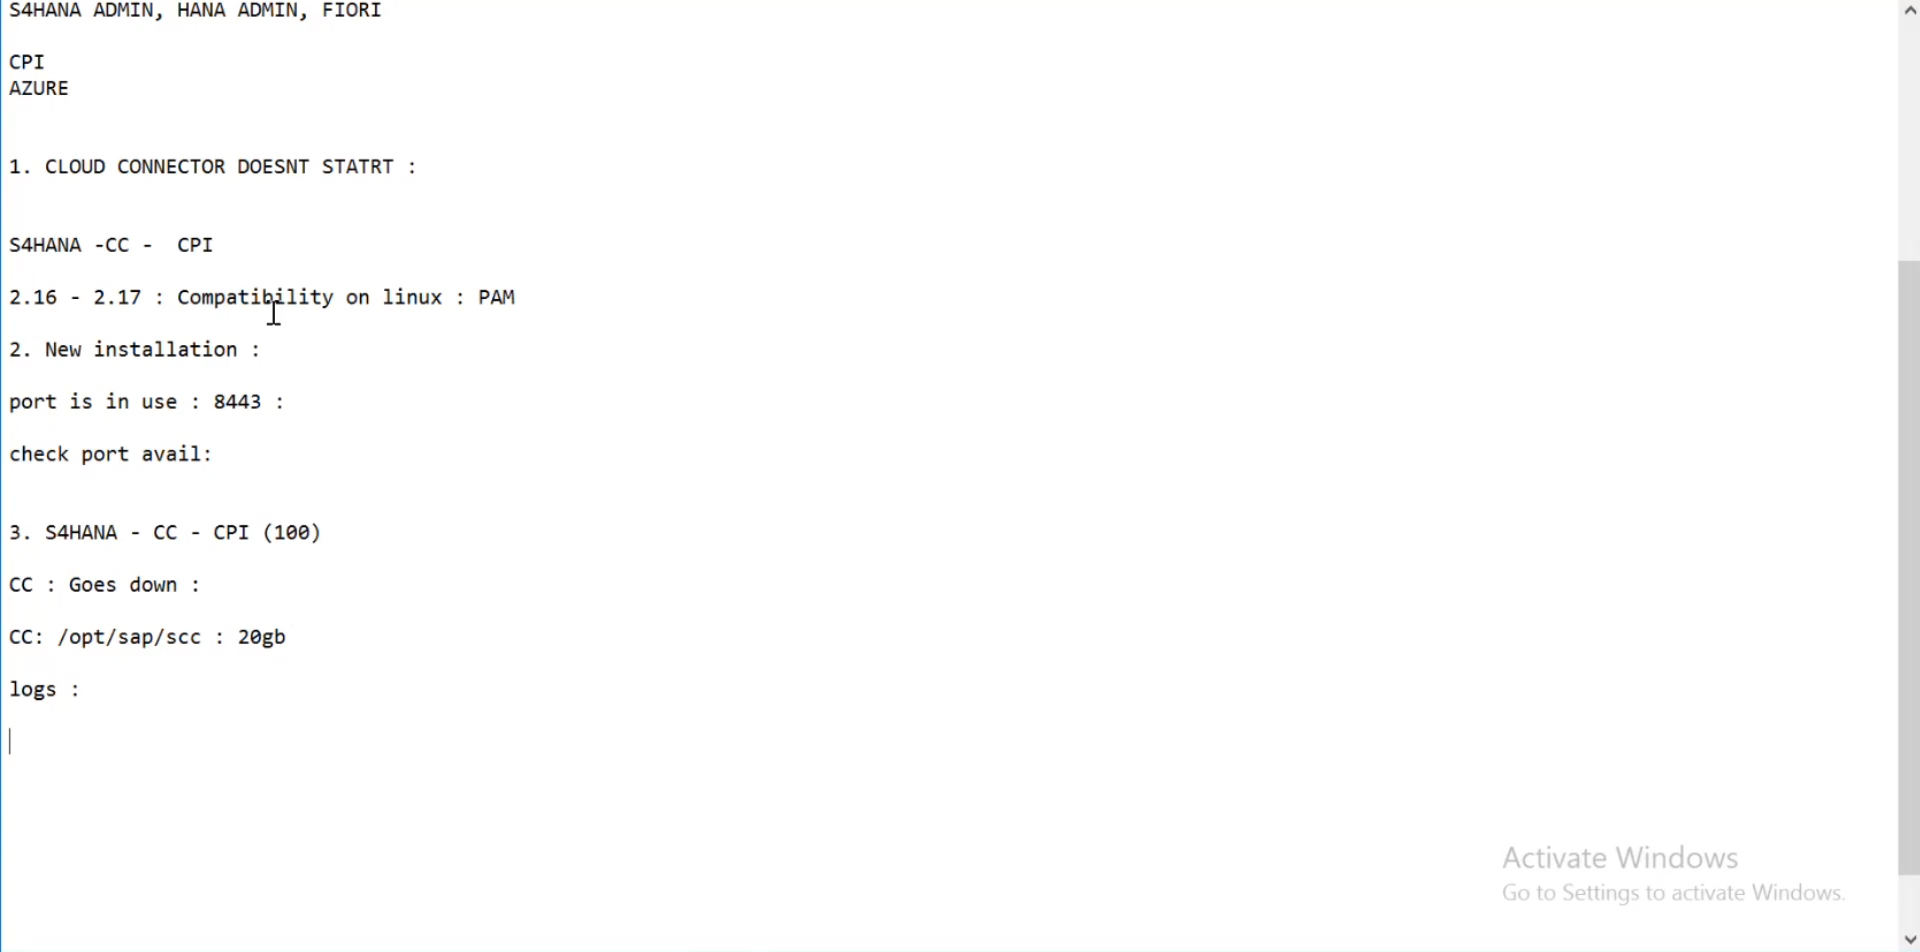 S4HANA ADMIN, HANA ADMIN, FIORI
CPI
AZURE
1. CLOUD CONNECTOR DOESNT STATRT :
S4HANA -CC -  CPI
2.16 - 2.17 : Compatibility on linux : PAM
2. New installation :
port is in use : 8443 :
check port avail:
3. S4HANA - CC - CPI (100)
CC : Goes down :
CC: /opt/sap/scc : 20gb
logs :
Activate Windows
Go to Settings to activate Windows.